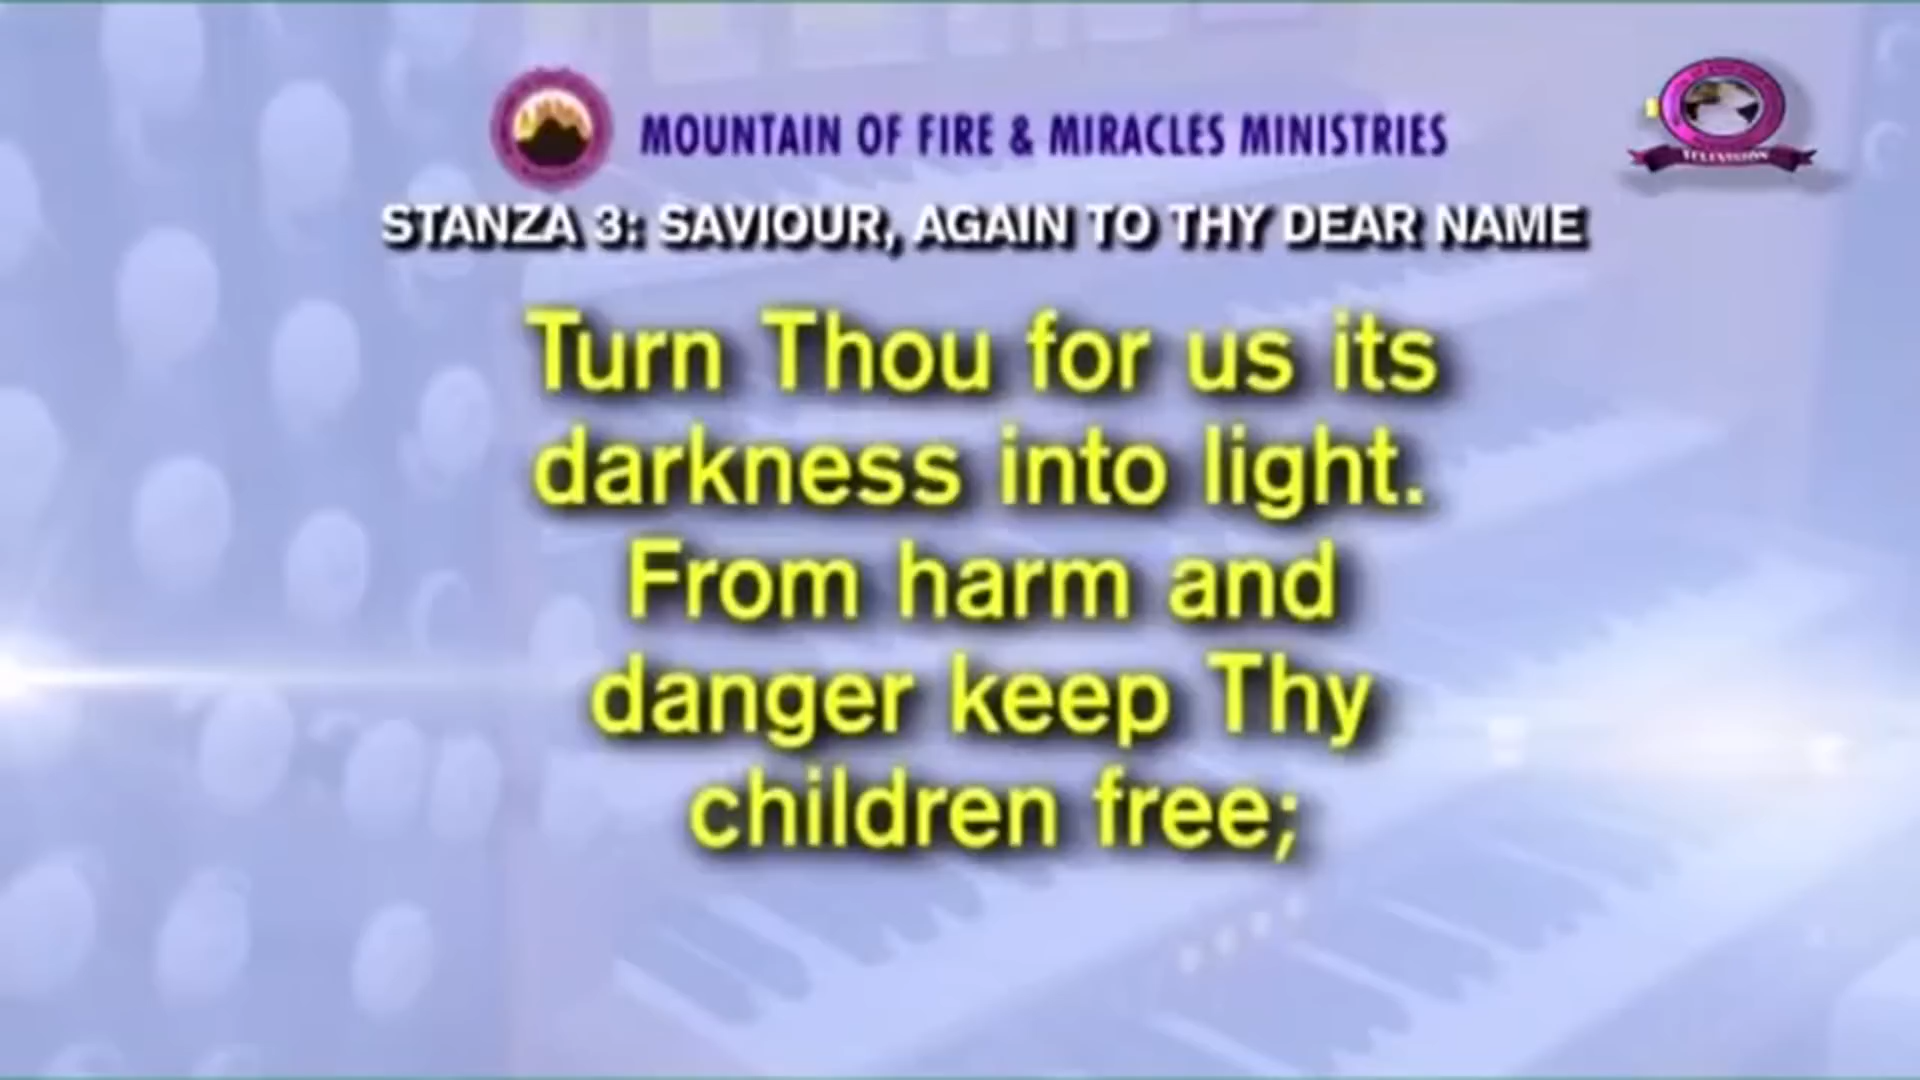 MOUNTAIN OF FIRE & MIRACLES MINISTRIES
TELEVISION
STANZA 3: SAVIOUR, AGAIN TO THY DEAR NAME
Turn Thou for us its
darkness into light.
From harm and
danger keep Thy
children free;